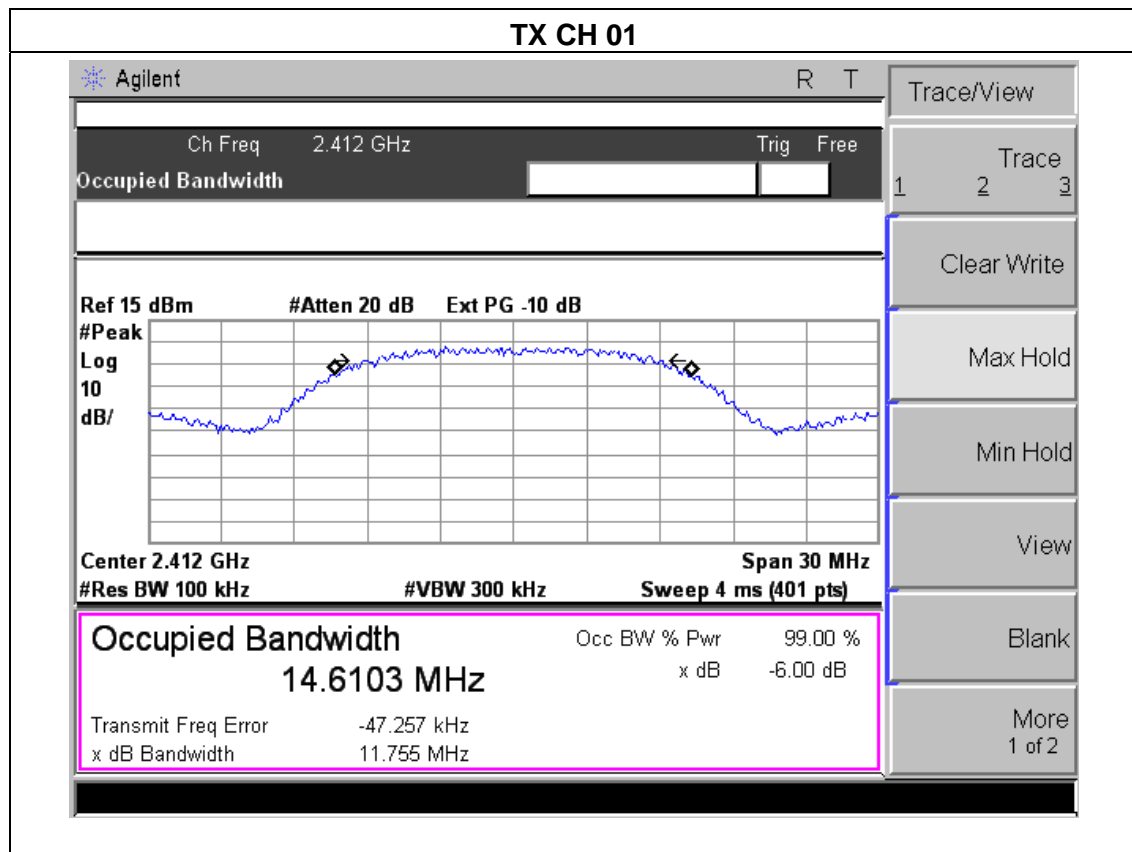 TX CH 01
Agilent R T
Trace/View
Ch Freq 2.412 GHz Trig Free
Occupied Bandwidth
Trace
1 2 3
Clear Write
Ref 15 dBm #Atten 20 dB Ext PG -10 dB
#Peak
Log
10
dB/
Max Hold
Min Hold
View
Center 2.412 GHz Span 30 MHz
#Res BW 100 kHz #VBW 300 kHz Sweep 4 ms (401 pts)
Occupied Bandwidth
14.6103 MHz
Occ BW % Pwr 99.00 %
x dB -6.00 dB
Transmit Freq Error -47.257 kHz
x dB Bandwidth 11.755 MHz
Blank
More
1 of 2